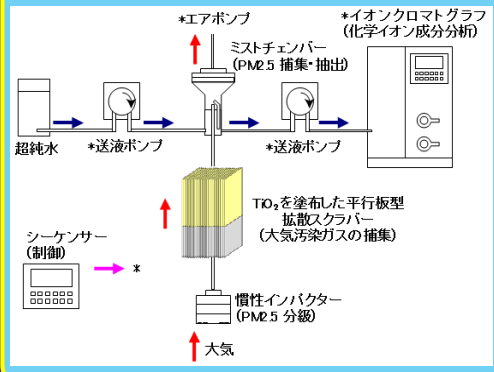 *エアポンプ
*イオンクロマトグラフ
(化学イオン成分分析)
ミストチェンバー
(PM2.5 捕集・抽出)
超純水
*送液ポンプ
*送液ポンプ
TiO₂を塗布した平行板型
拡散スクラバー
(大気汚染ガスの捕集)
シーケンサー
(制御)
*
慣性インパクター
(PM2.5 分級)
大気